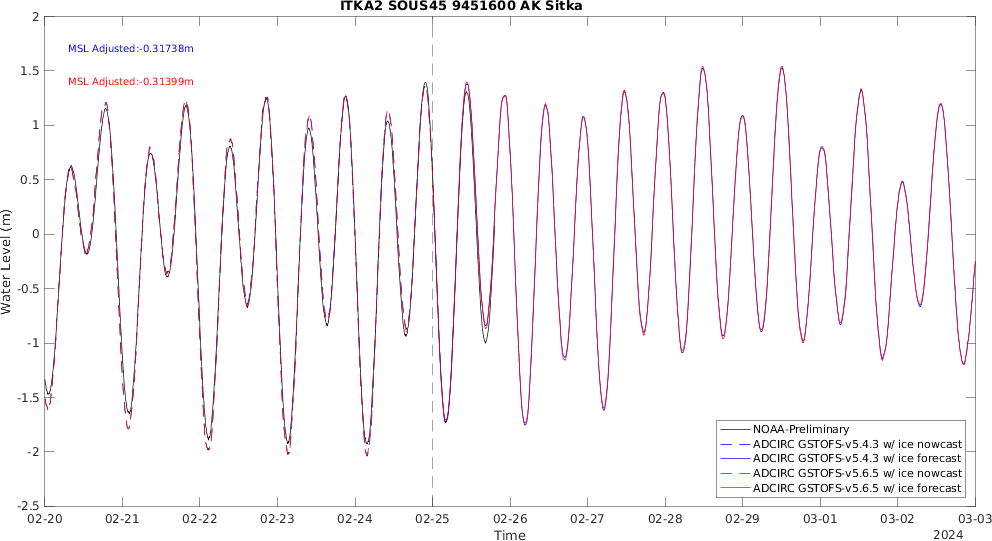 ITKA2 SOUS45 9451600 AK Sitka
MSL Adjusted:-0.31738m
MSL Adjusted:-0.31399m
Water Level (m)
2
1.5
1
0.5
0
-0.5
-1
-1.5
-2
-2.5
NOAA-Preliminary
ADCIRC GSTOFS-v5.4.3 w/ ice nowcast
ADCIRC GSTOFS-v5.4.3 w/ ice forecast
ADCIRC GSTOFS-v5.6.5 w/ ice nowcast
ADCIRC GSTOFS-v5.6.5 w/ ice forecast
02-20 02-21 02-22 02-23 02-24 02-25 02-26 02-27 02-28 02-29 03-01 03-02 03-03
Time
2024